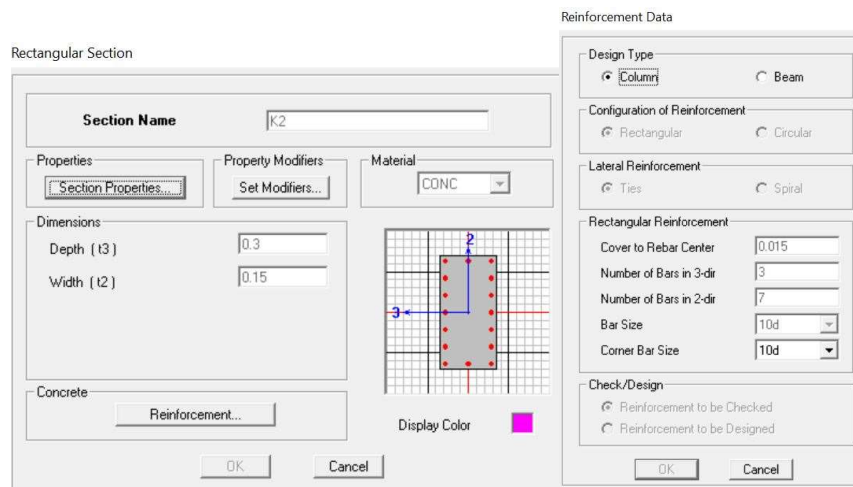 Rectangular Section
Section Name K2
Properties
Section Properties...
Property Modifiers
Set Modifiers...
Material
CONC
Dimensions
Depth ( t3 ) 0.3
Width ( t2 ) 0.15
2
3
Concrete
Reinforcement...
Display Color
OK Cancel
Reinforcement Data
Design Type
Column Beam
Configuration of Reinforcement
Rectangular Circular
Lateral Reinforcement
Ties Spiral
Rectangular Reinforcement
Cover to Rebar Center 0.015
Number of Bars in 3-dir 3
Number of Bars in 2-dir 7
Bar Size 10d
Corner Bar Size 10d
Check/Design
Reinforcement to be Checked
Reinforcement to be Designed
OK Cancel